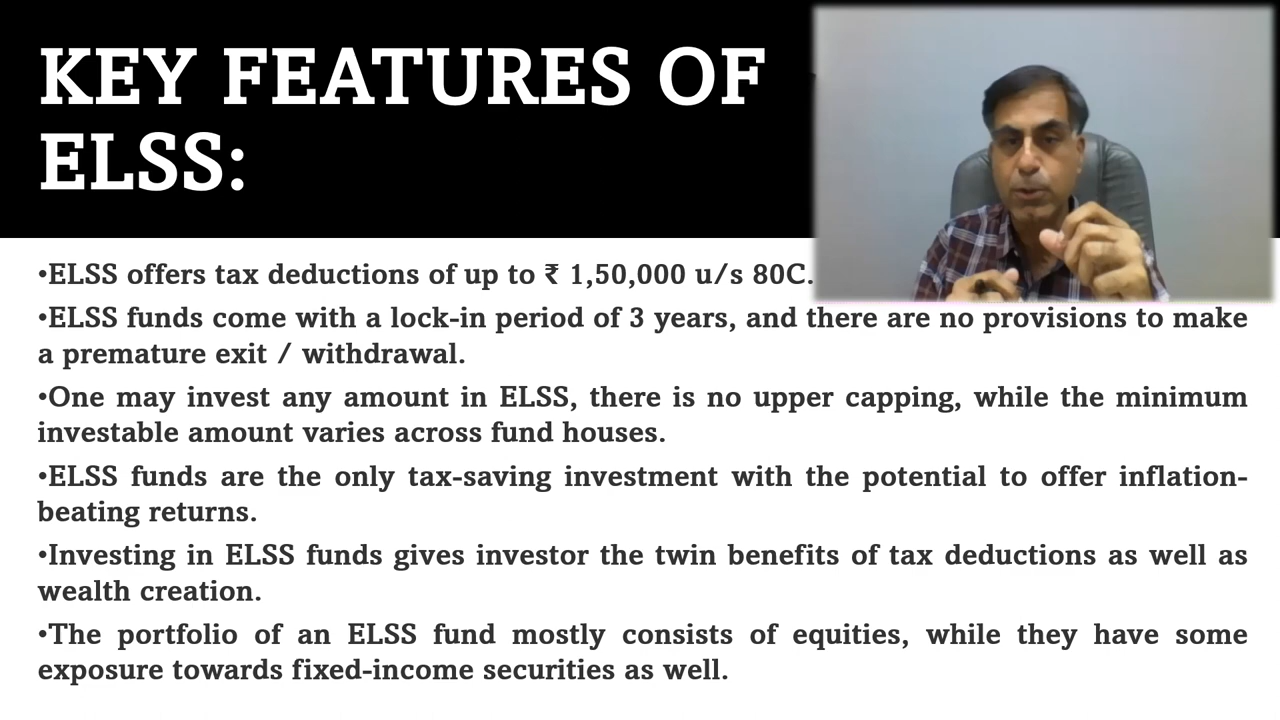 KEY FEATURES OF
ELSS:
•ELSS offers tax deductions of up to ₹ 1,50,000 u/s 80C.
•ELSS funds come with a lock-in period of 3 years, and there are no provisions to make
a premature exit / withdrawal.
•One may invest any amount in ELSS, there is no upper capping, while the minimum
investable amount varies across fund houses.
•ELSS funds are the only tax-saving investment with the potential to offer inflation-
beating returns.
•Investing in ELSS funds gives investor the twin benefits of tax deductions as well as
wealth creation.
•The portfolio of an ELSS fund mostly consists of equities, while they have some
exposure towards fixed-income securities as well.